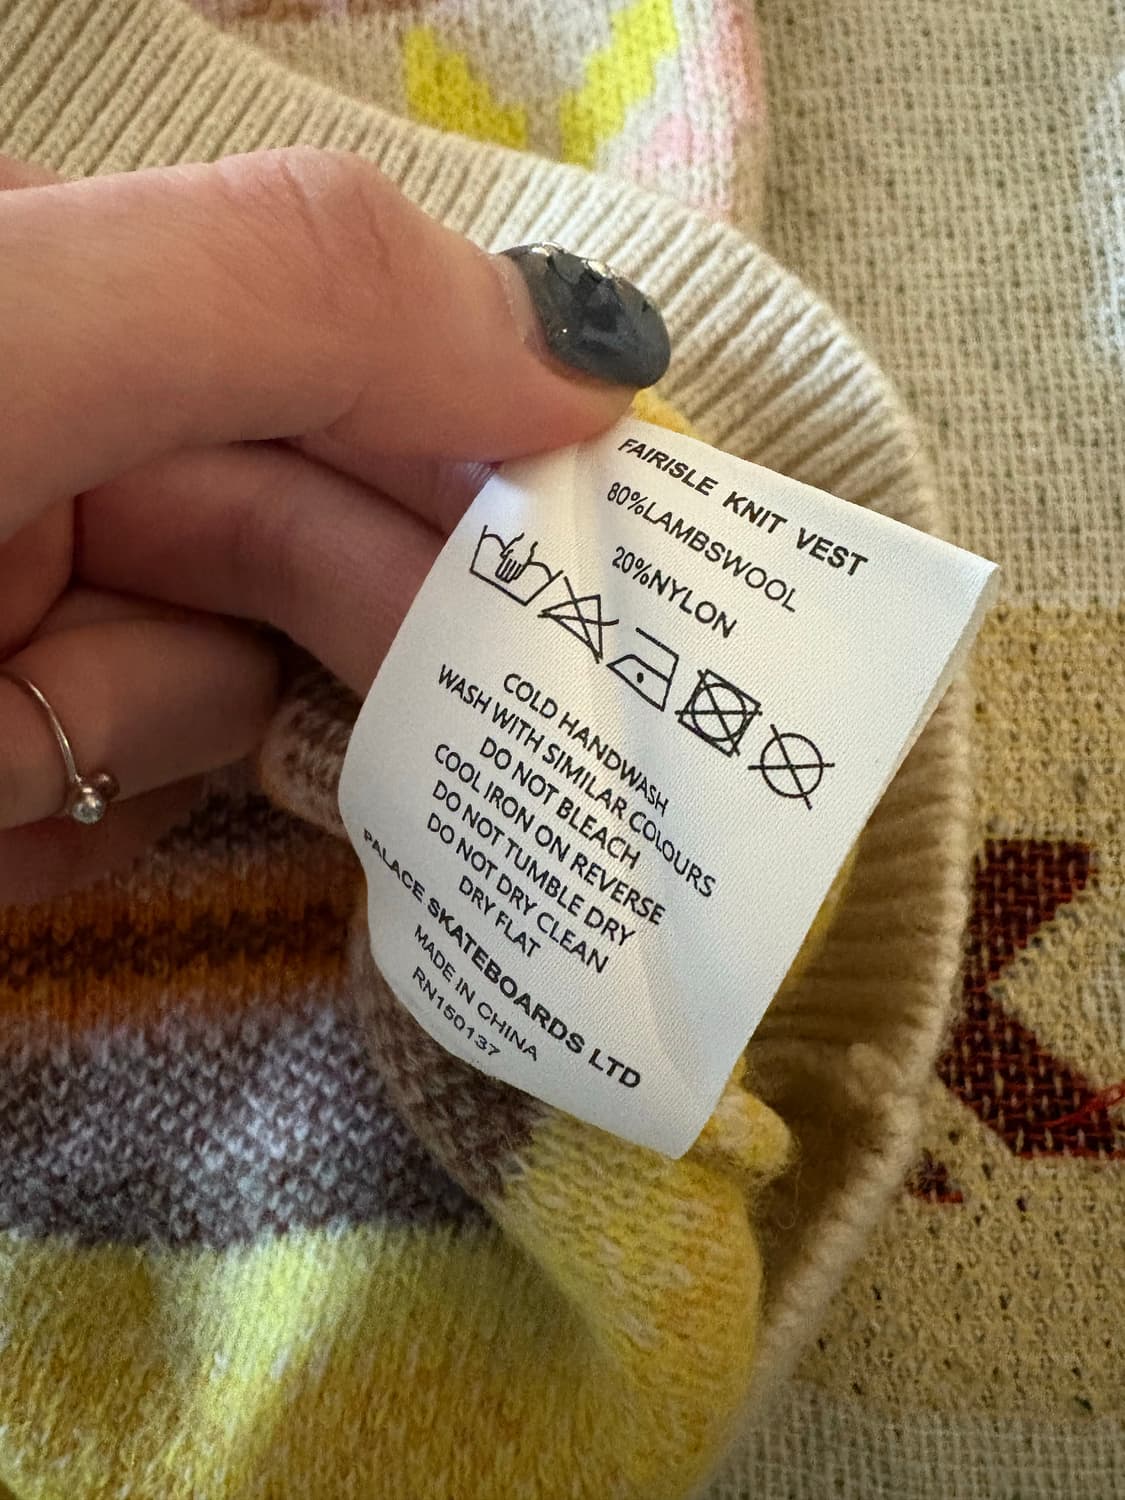 FAIRISLE KNIT VEST
80%LAMBSWOOL
20%NYLON
COLD HANDWASH
WASH WITH SIMILAR COLOURS
DO NOT BLEACH
COOL IRON ON REVERSE
DO NOT TUMBLE DRY
DO NOT DRY CLEAN
DRY FLAT
PALACE SKATEBOARDS LTD
MADE IN CHINA
RN150137